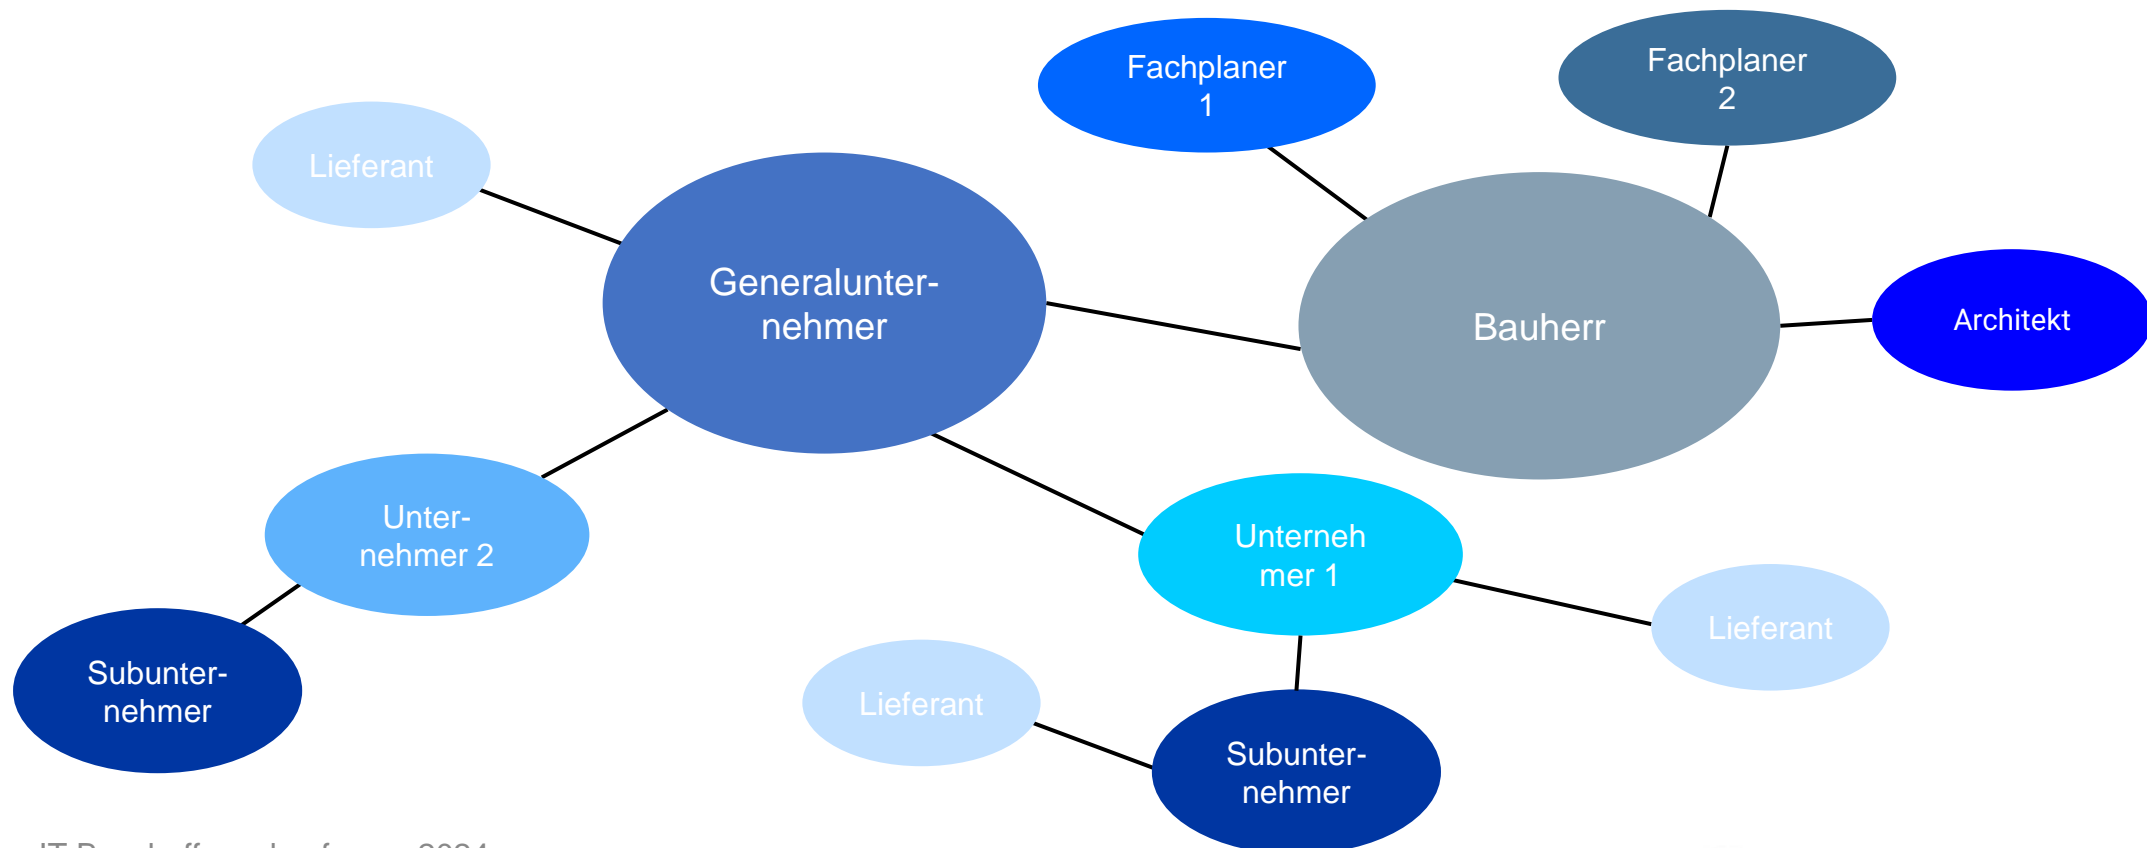 Fachplaner
1
Fachplaner
2
Lieferant
Generalunter-
nehmer
Bauherr
Architekt
Unter-
nehmer 2
Unterneh
mer 1
Lieferant
Subunter-
nehmer
Lieferant
Subunter-
nehmer
2024